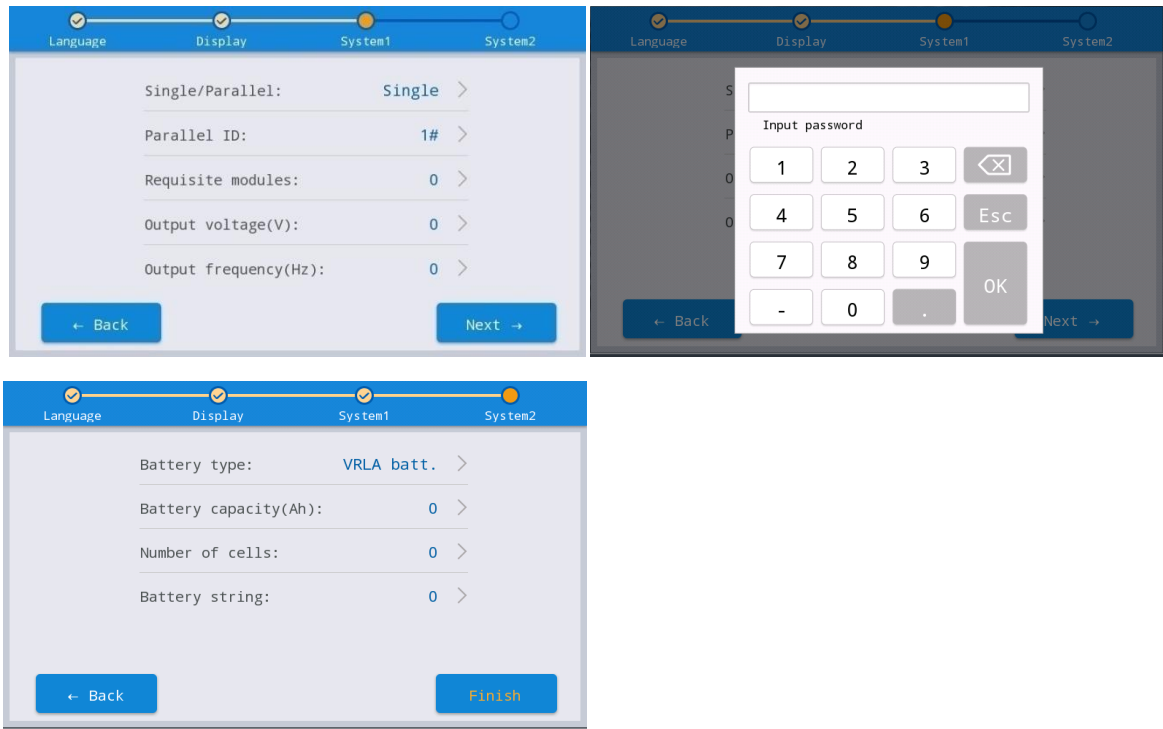 Language Display System1 System2
Single/Parallel: Single
Parallel ID: 1#
Requisite modules: 0
Output voltage(V): 0
Output frequency(Hz): 0
← Back Next →
Language Display System1 System2
S
P
O
O
Input password
1 2 3
4 5 6 Esc
7 8 9 OK
- 0 .
← Back Next →
Language Display System1 System2
Battery type: VRLA batt.
Battery capacity(Ah): 0
Number of cells: 0
Battery string: 0
← Back Finish